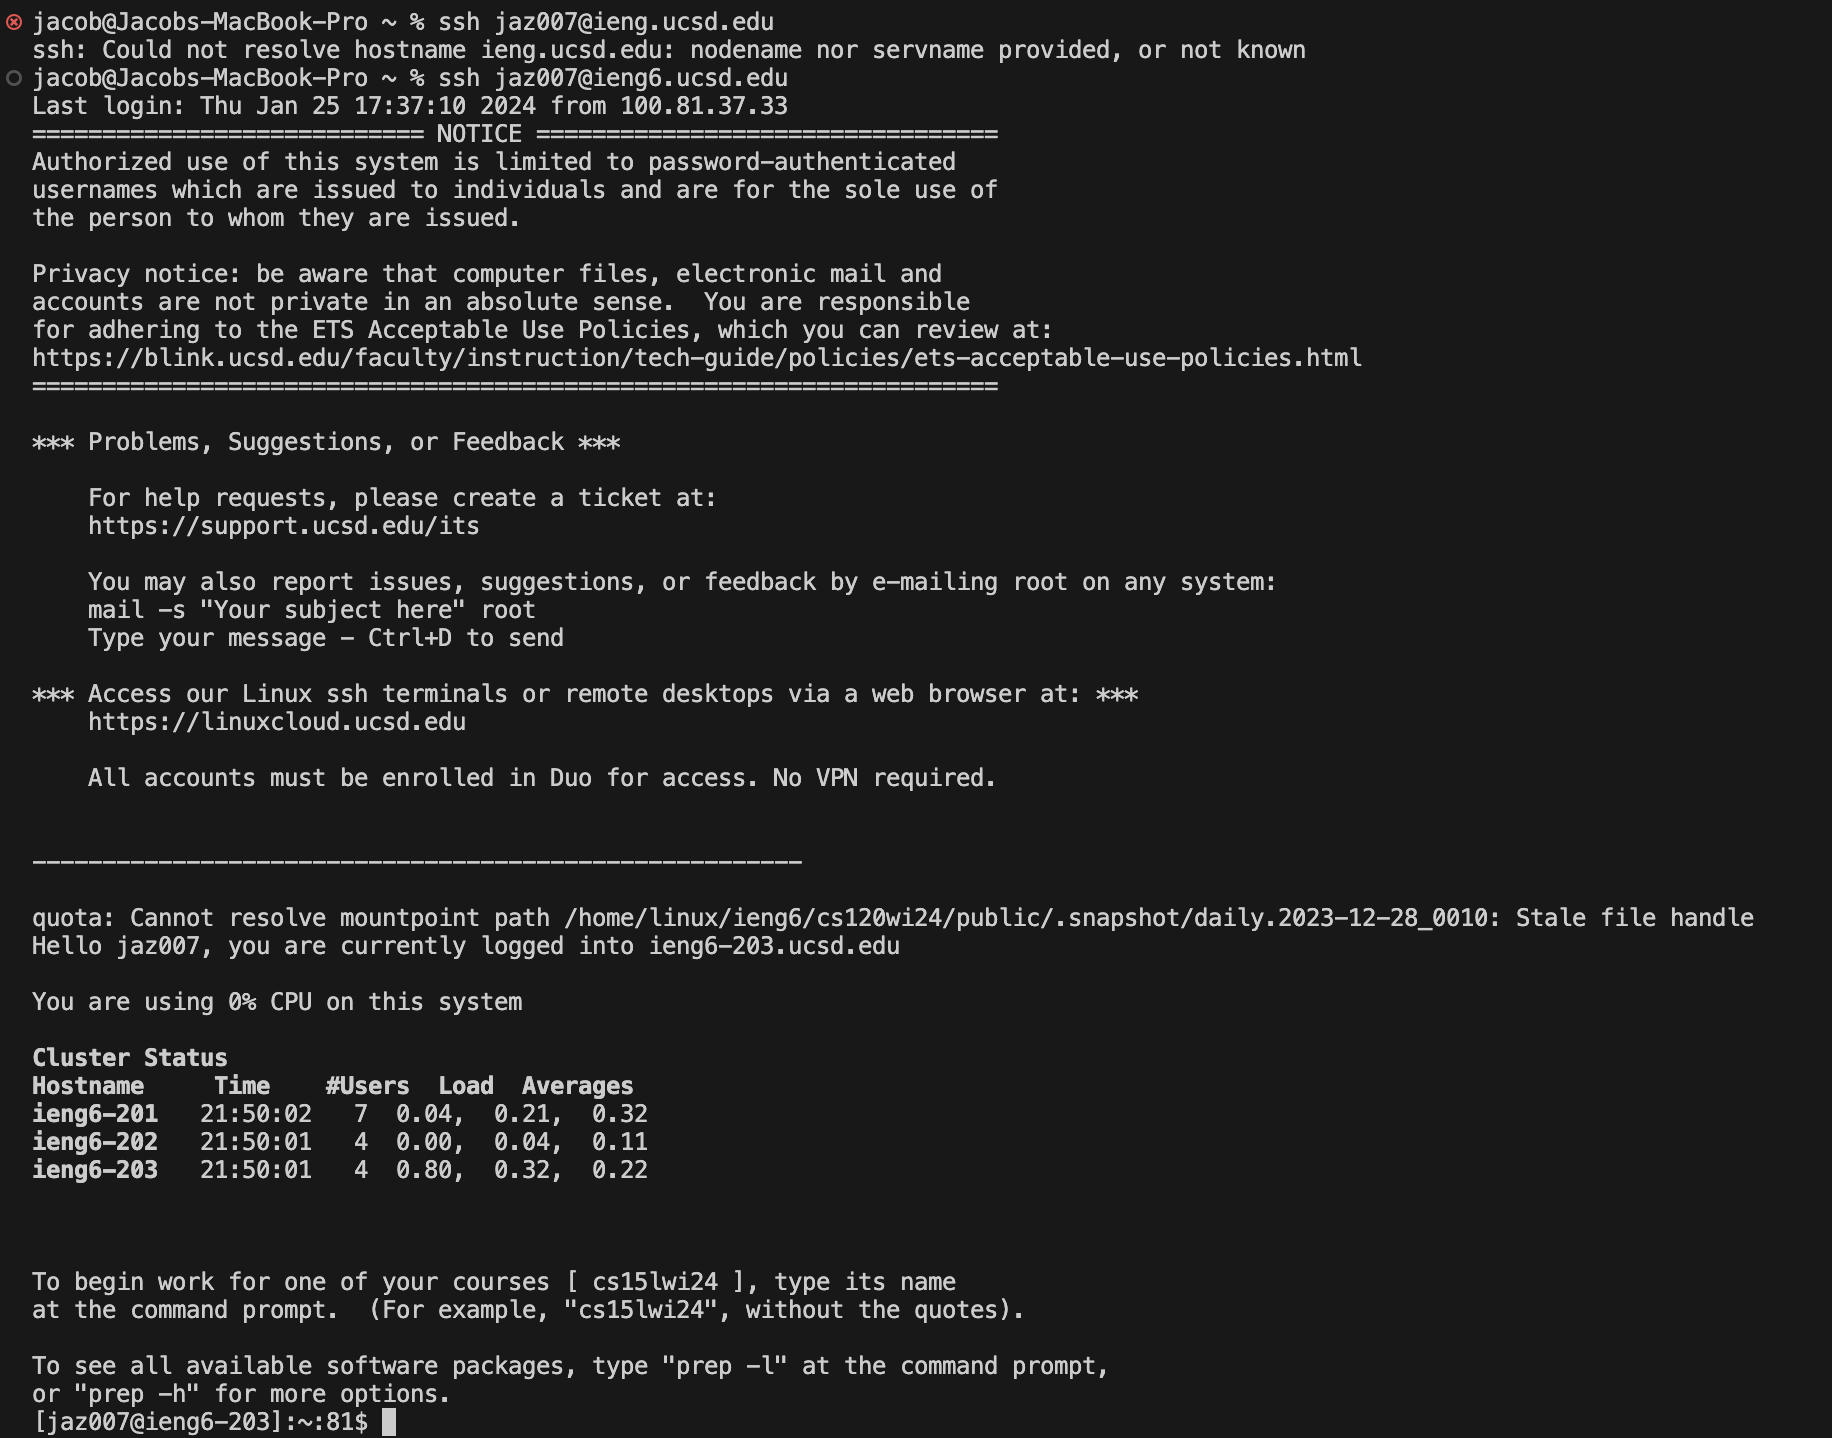 jacob@Jacobs-MacBook-Pro ~ % ssh jaz007@ieng.ucsd.edu
ssh: Could not resolve hostname ieng.ucsd.edu: nodename nor servname provided, or not known
jacob@Jacobs-MacBook-Pro ~ % ssh jaz007@ieng6.ucsd.edu
Last login: Thu Jan 25 17:37:10 2024 from 100.81.37.33
============================ NOTICE =================================
Authorized use of this system is limited to password-authenticated
usernames which are issued to individuals and are for the sole use of
the person to whom they are issued.

Privacy notice: be aware that computer files, electronic mail and
accounts are not private in an absolute sense.  You are responsible
for adhering to the ETS Acceptable Use Policies, which you can review at:
https://blink.ucsd.edu/faculty/instruction/tech-guide/policies/ets-acceptable-use-policies.html
=====================================================================

*** Problems, Suggestions, or Feedback ***

    For help requests, please create a ticket at:
    https://support.ucsd.edu/its

    You may also report issues, suggestions, or feedback by e-mailing root on any system:
    mail -s "Your subject here" root
    Type your message - Ctrl+D to send

*** Access our Linux ssh terminals or remote desktops via a web browser at: ***
    https://linuxcloud.ucsd.edu

    All accounts must be enrolled in Duo for access. No VPN required.


-------------------------------------------------------

quota: Cannot resolve mountpoint path /home/linux/ieng6/cs120wi24/public/.snapshot/daily.2023-12-28_0010: Stale file handle
Hello jaz007, you are currently logged into ieng6-203.ucsd.edu

You are using 0% CPU on this system

Cluster Status
Hostname     Time    #Users  Load  Averages
ieng6-201   21:50:02   7  0.04,  0.21,  0.32
ieng6-202   21:50:01   4  0.00,  0.04,  0.11
ieng6-203   21:50:01   4  0.80,  0.32,  0.22



To begin work for one of your courses [ cs15lwi24 ], type its name
at the command prompt.  (For example, "cs15lwi24", without the quotes).

To see all available software packages, type "prep -l" at the command prompt,
or "prep -h" for more options.
[jaz007@ieng6-203]:~:81$